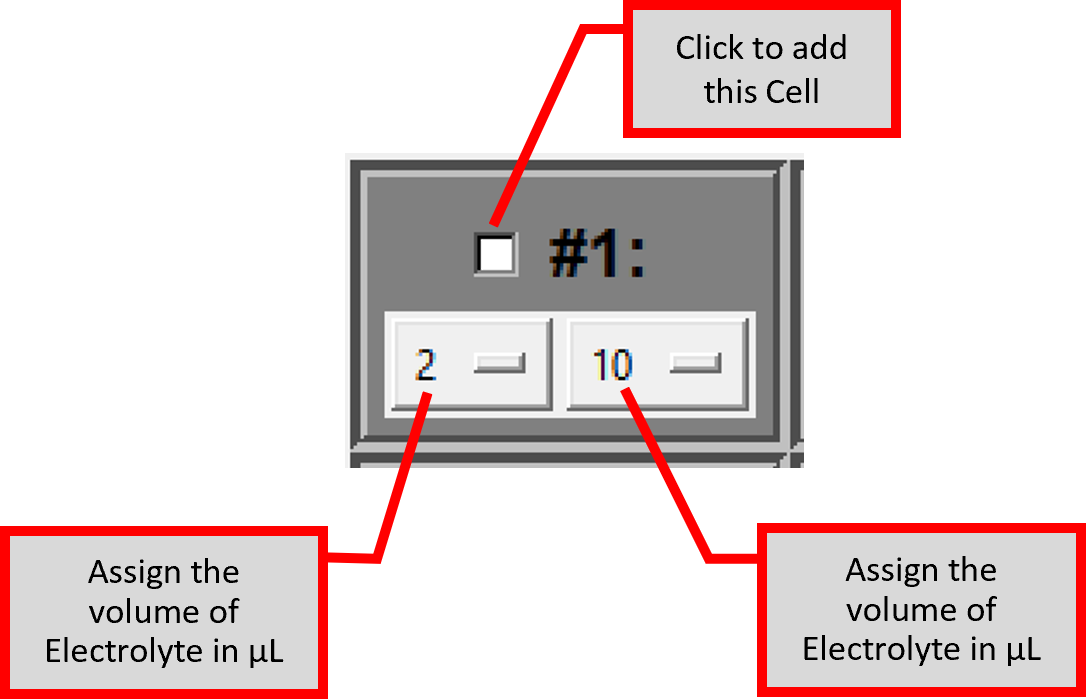 Click to add
this Cell
#1:
2
10
Assign the
volume of
Electrolyte in µL
Assign the
volume of
Electrolyte in µL